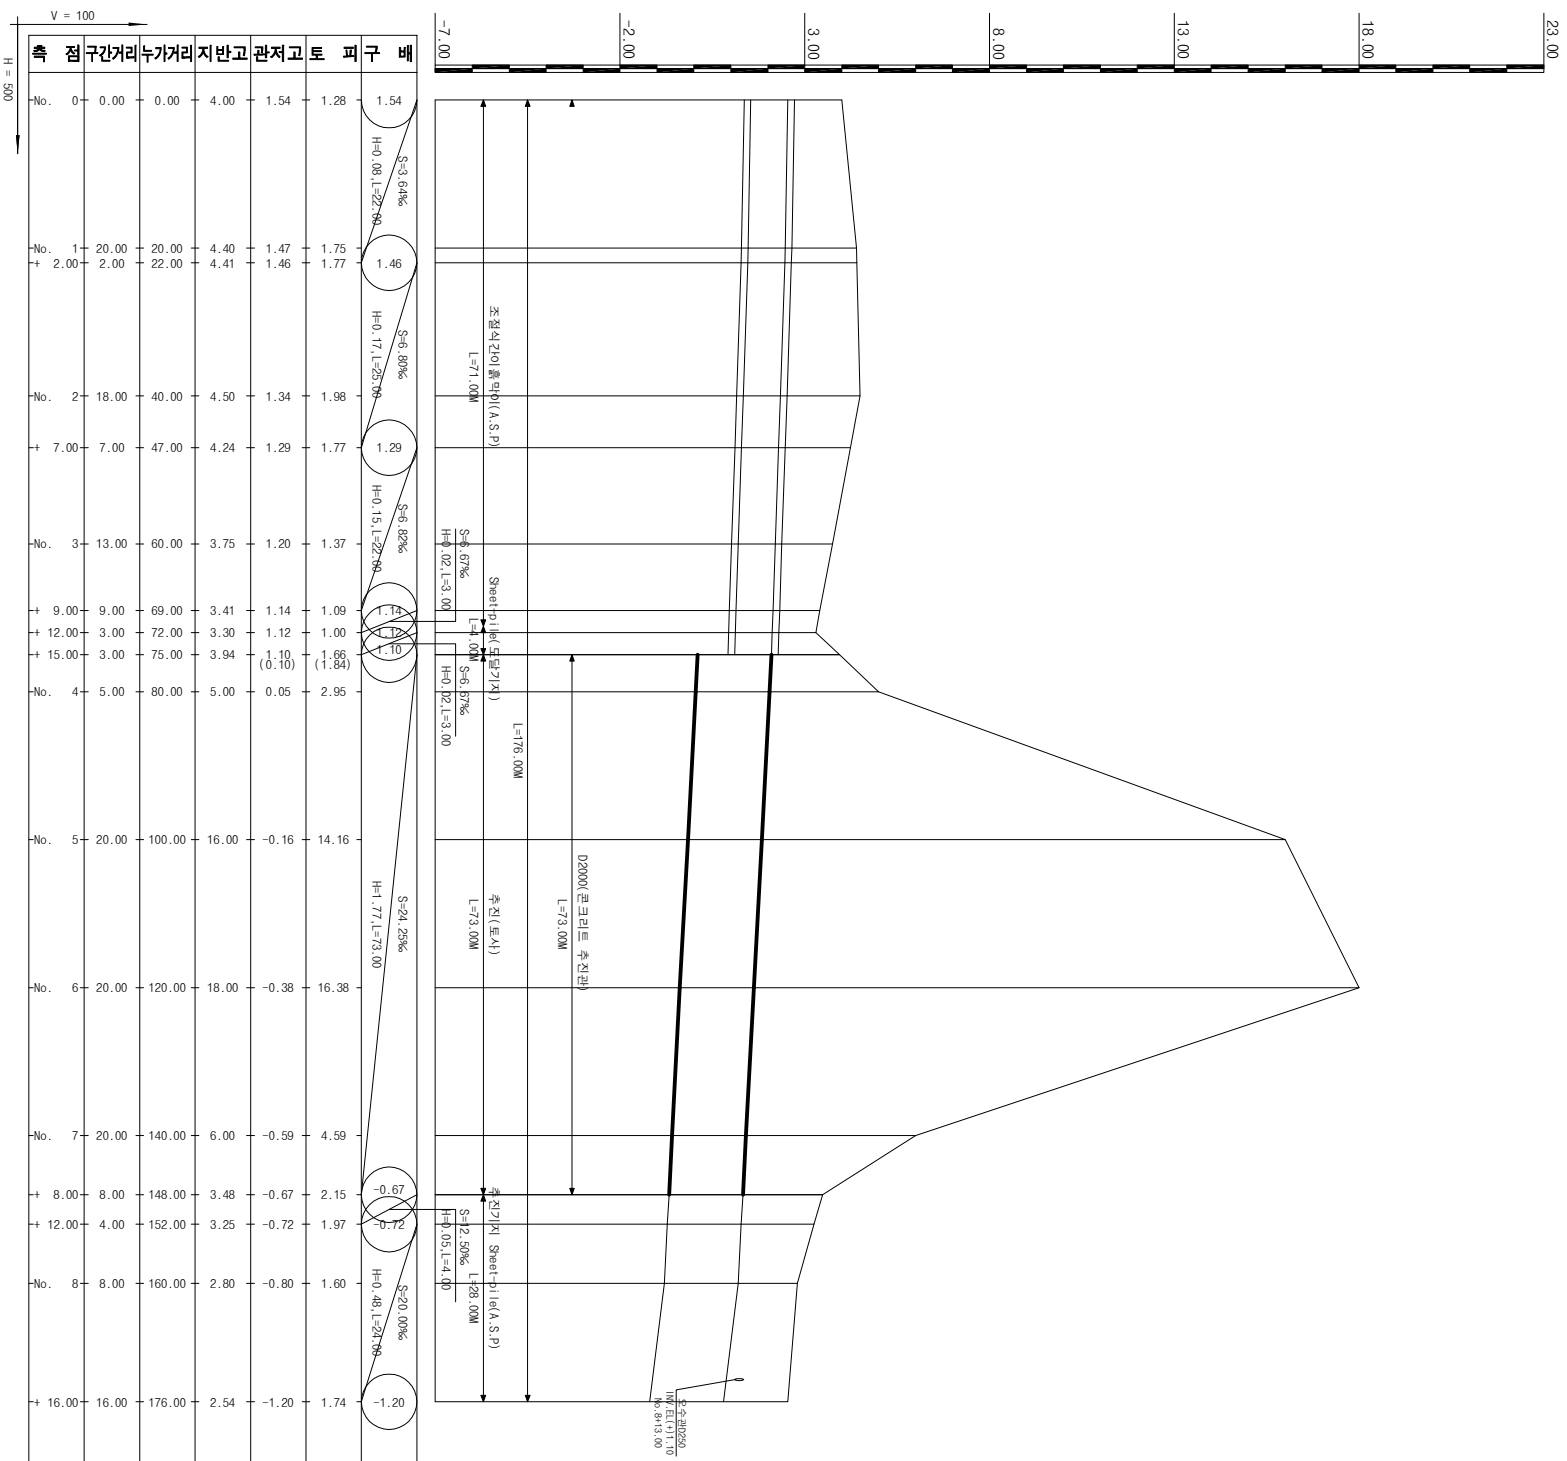 V = 100
H = 500
-7.00 -2.00 3.00 8.00 13.00 18.00 23.00
측 점 구간거리 누가거리 지반고 관저고 토 피 구 배
No. 0 0.00 0.00 4.00 1.54 1.28 1.54
S=3.64‰
H=0.08,L=22.00
No. 1 20.00 20.00 4.40 1.47 1.75
+ 2.00 2.00 22.00 4.41 1.46 1.77 1.46
S=6.80‰
H=0.17,L=25.00
No. 2 18.00 40.00 4.50 1.34 1.98
+ 7.00 7.00 47.00 4.24 1.29 1.77 1.29
S=6.82‰
H=0.15,L=22.00
No. 3 13.00 60.00 3.75 1.20 1.37
S=6.67‰
H=0.02,L=3.00
+ 9.00 9.00 69.00 3.41 1.14 1.09 1.14
+ 12.00 3.00 72.00 3.30 1.12 1.00 1.12
+ 15.00 3.00 75.00 3.94 1.10 1.66 1.10
(0.10) (1.84)
S=6.67‰
H=0.02,L=3.00
No. 4 5.00 80.00 5.00 0.05 2.95
No. 5 20.00 100.00 16.00 -0.16 14.16
S=24.25‰
H=1.77,L=73.00
No. 6 20.00 120.00 18.00 -0.38 16.38
No. 7 20.00 140.00 6.00 -0.59 4.59
+ 8.00 8.00 148.00 3.48 -0.67 2.15 -0.67
+ 12.00 4.00 152.00 3.25 -0.72 1.97 -0.72
S=12.50‰
H=0.05,L=4.00
No. 8 8.00 160.00 2.80 -0.80 1.60
S=20.00‰
H=0.48,L=24.00
+ 16.00 16.00 176.00 2.54 -1.20 1.74 -1.20
조절식간이흙막이(A.S.P)
L=71.00M
Sheet-pile(도달기지)
L=4.00M
L=176.00M
D2000(콘크리트 추진관)
L=73.00M
추진(토사)
L=73.00M
추진기지 Sheet-pile(A.S.P)
L=28.00M
오수관D250
INV.EL(+)1.10
No.8+13.00